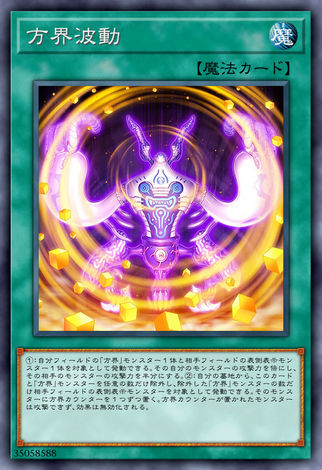 方界波動
魔
【魔法カード】
①：自分フィールドの「方界」モンスター１体と相手フィールドの表側表示モン
スター１体を対象として発動できる。その自分のモンスターの攻撃力を倍にし、
その相手のモンスターの攻撃力を半分にする。②：自分の墓地から、このカード
と「方界」モンスターを任意の数だけ除外し、除外した「方界」モンスターの数だ
け相手フィールドの表側表示モンスターを対象として発動できる。そのモンス
ターに方界カウンターを１つずつ置く。方界カウンターが置かれたモンスター
は攻撃できず、効果は無効化される。
35058588